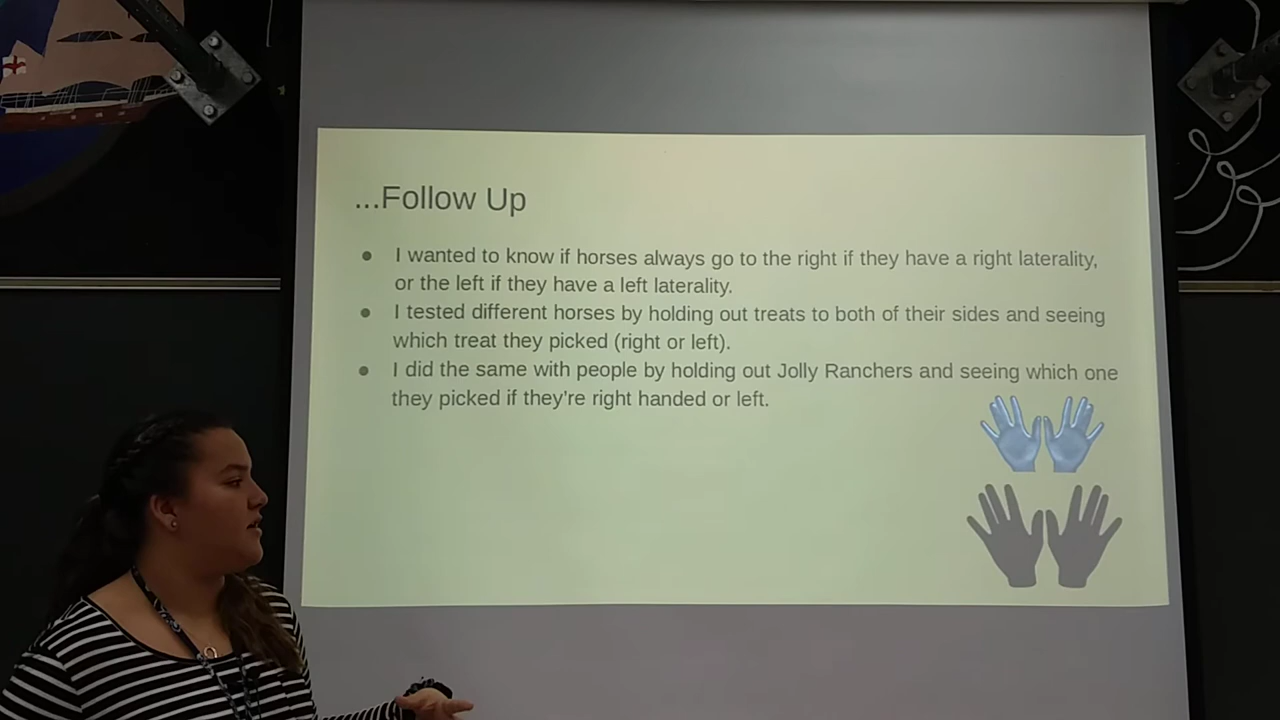 ...Follow Up
● I wanted to know if horses always go to the right if they have a right laterality,
or the left if they have a left laterality.
● I tested different horses by holding out treats to both of their sides and seeing
which treat they picked (right or left).
● I did the same with people by holding out Jolly Ranchers and seeing which one
they picked if they're right handed or left.